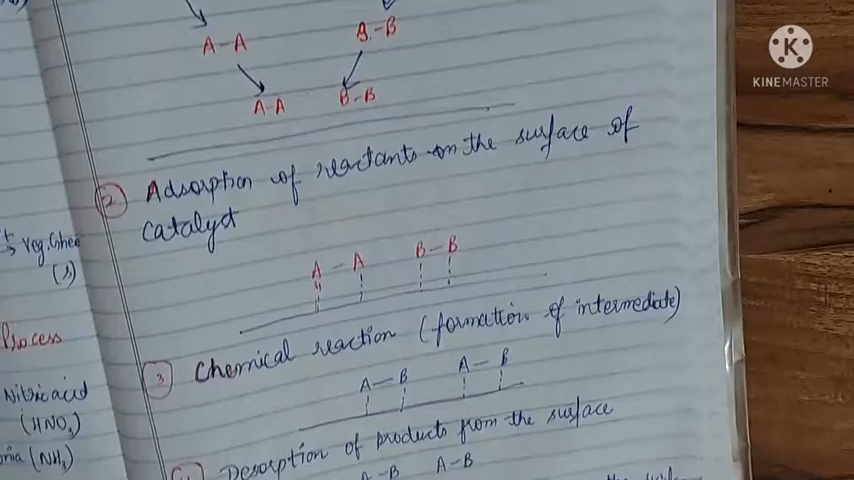 A-A B-B
A-A B-B
② Adsorption of reactants on the surface of
catalyst
A-A B-B
③ Chemical reaction (formation of intermediate)
A-B A-B
Desorption of products from the surface
A-B A-B
→ Veg. Ghee
(s)
Process
Nitric acid
(HNO3)
(NH3)
K
KINEMASTER